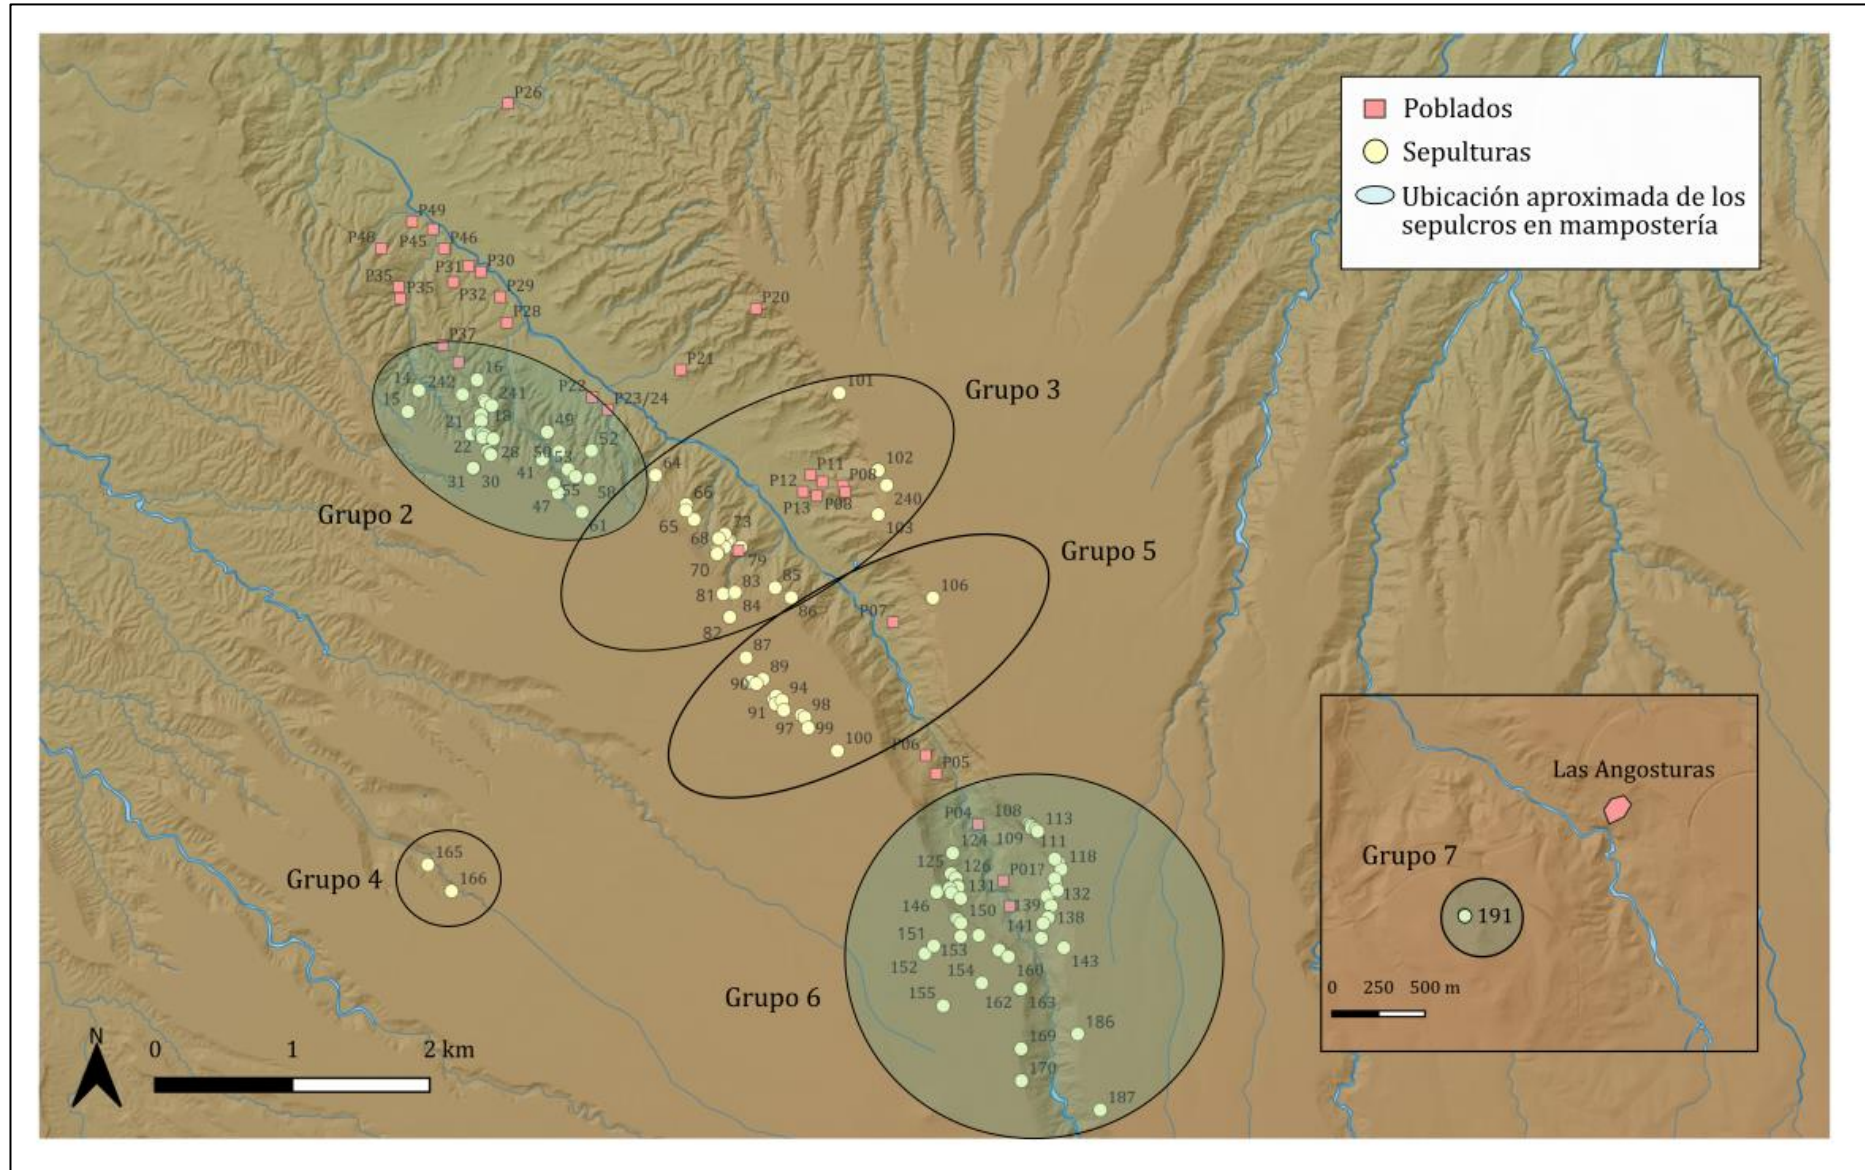 P26
Poblados
Sepulturas
Ubicación aproximada de los
sepulcros en mampostería
P49
P48
P45
P46
P31
P30
P35
P35
P32
P29
P28
P20
P37
P21
14
242
16
15
241
P22
P23/24
101
Grupo 3
21
18
49
22
28
50
53
52
31
30
41
55
58
47
61
Grupo 2
64
66
65
P11
P12
P08
P13
P08
102
240
103
68
73
70
79
Grupo 5
81
83
84
85
86
82
106
P07
87
90
89
94
91
98
97
99
100
P06
P05
Las Angosturas
Grupo 7
191
0 250 500 m
P04
108
113
109
111
124
125
126
118
131
P01?
132
146
150
139
138
141
151
153
152
143
154
160
155
162
163
Grupo 6
186
169
170
187
165
166
Grupo 4
N
0 1 2 km